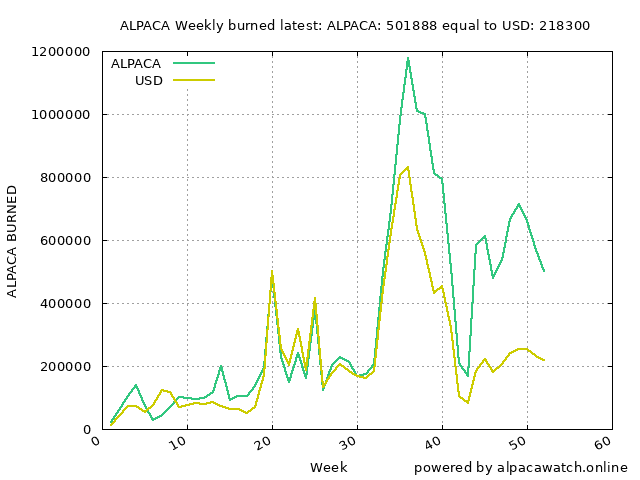 ALPACA Weekly burned latest: ALPACA: 501888 equal to USD: 218300
ALPACA BURNED
1200000
1000000
800000
600000
400000
200000
0
ALPACA
USD
0 10 20 30 40 50 60
Week
powered by alpacawatch.online